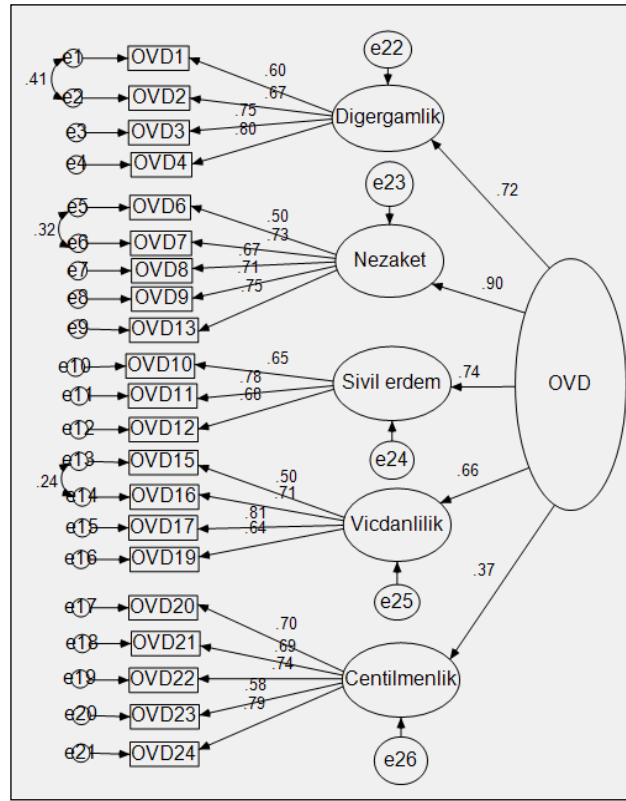 e22
e1 OVD1
.60
.41
.67
e2 OVD2
.75
Digergamlik
e3 OVD3
.80
e4 OVD4
e23
.72
e5 OVD6
.50
.32
.73
e6 OVD7
.67
Nezaket
e7 OVD8
.71
e8 OVD9
.75
.90
e9 OVD13
e10 OVD10
.65
.78
Sivil erdem
.74
OVD
e11 OVD11
.68
e12 OVD12
e24
e13 OVD15
.50
.66
.24
.71
e14 OVD16
.81
Vicdanlilik
e15 OVD17
.64
e16 OVD19
.37
e25
e17 OVD20
.70
e18 OVD21
.69
.74
e19 OVD22
Centilmenlik
.58
e20 OVD23
.79
e21 OVD24
e26